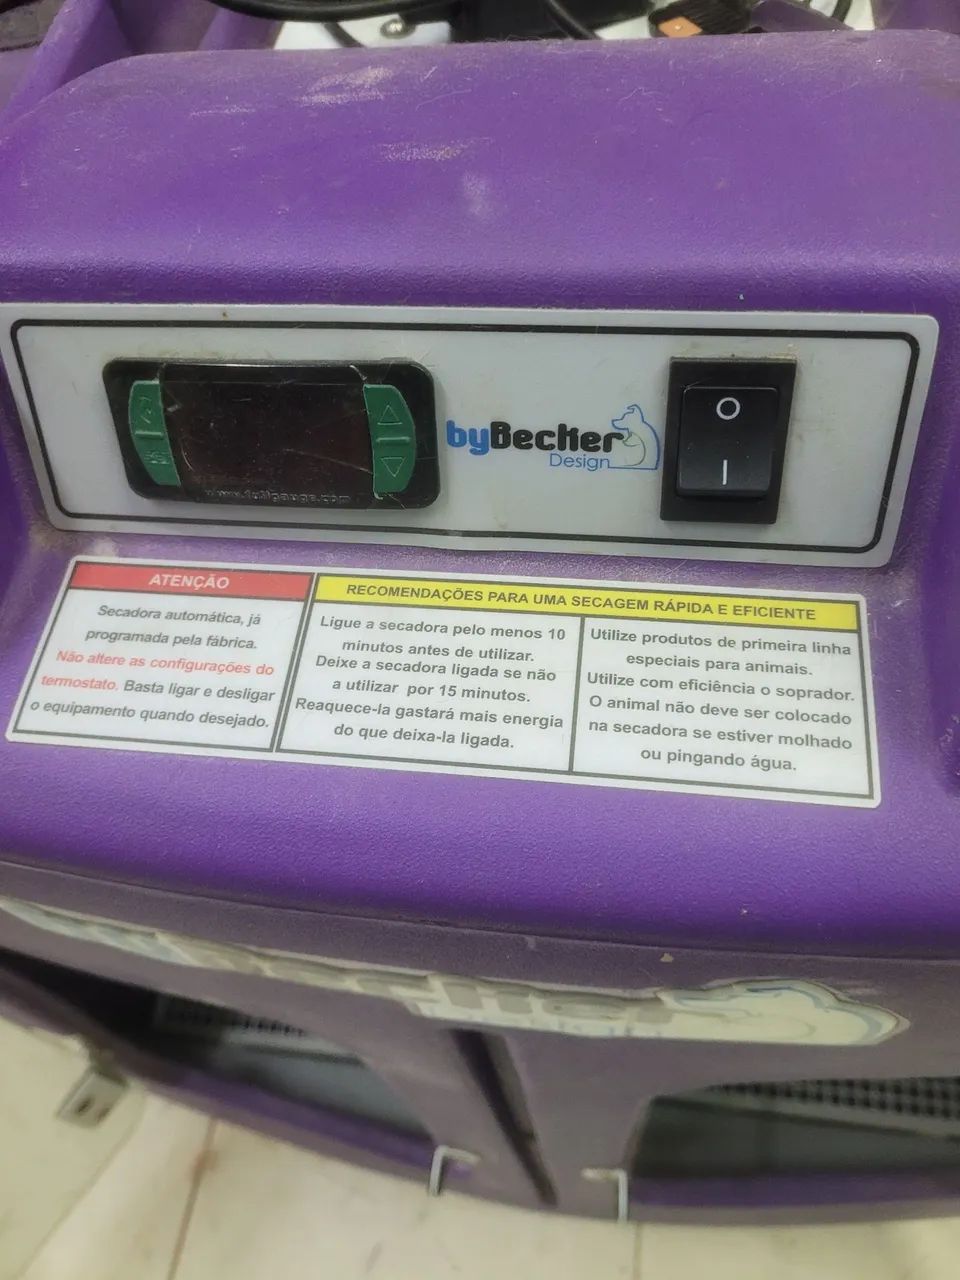 www.fullgauge.com
byBecker
Design
O
I
ATENÇÃO
Secadora automática, já
programada pela fábrica.
Não altere as configurações do
termostato. Basta ligar e desligar
o equipamento quando desejado.
RECOMENDAÇÕES PARA UMA SECAGEM RÁPIDA E EFICIENTE
Ligue a secadora pelo menos 10
minutos antes de utilizar.
Deixe a secadora ligada se não
a utilizar por 15 minutos.
Reaquece-la gastará mais energia
do que deixa-la ligada.
Utilize produtos de primeira linha
especiais para animais.
Utilize com eficiência o soprador.
O animal não deve ser colocado
na secadora se estiver molhado
ou pingando água.